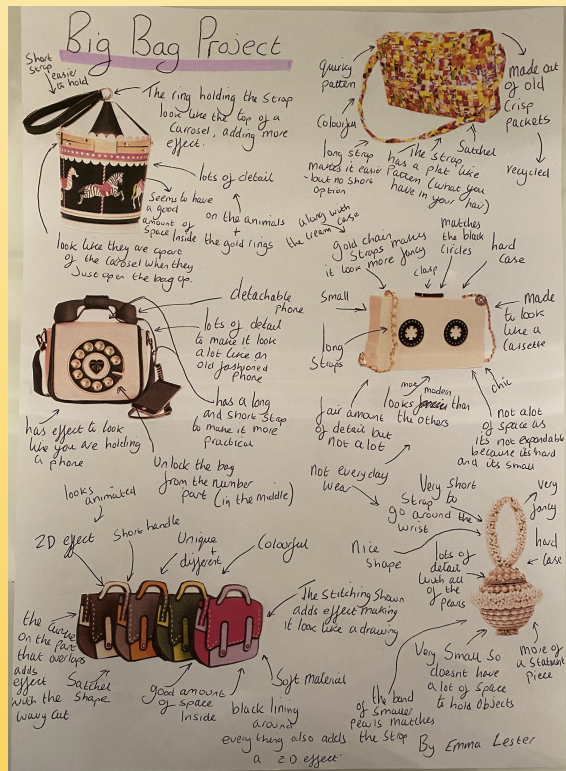 Big Bag Project
Short
strap
easier
to hold
The ring holding the Strap
look like the top of a
Carrosel, adding more
effect.
lots of detail
on the animals
+
the gold rings
Seems to have
a good
amount of
Space Inside
look like they are apart
of the carosel when they
Just open the bag up.
quirky
patten
Colourful
long strap
makes it easier
- but no short
option
The Strap
has a plat like
Patten (what you
have in your hair)
Satchel
made out
of old
Crisp
packets
recycled
detachable
phone
lots of detail
to make it look
a lot like an
old fashioned
phone
has a long
and short Strap
to make it more
Practical
has effect to look
like you are holding
a phone
Unlock the bag
from the number
part (in the middle)
along with
the cream case
gold chain
Straps makes
it look more fancy
clasp
matches
the black
Circles
hard
case
Small
long
Straps
made
to look
like a
Cassette
chic
fair amount
of detail but
not a lot
more modern
looks than
the others
not alot
of space as
its not expandable
because its hard
and its small
not everyday
wear
looks animated
2D effect
Short handle
Unique
+
different
Colourful
The Stitching Shown
adds effect making
it look like a drawing
the curve
on the part
that overlaps
adds
effect
with the shape
wavy cut
Satchel
good amount
of space
Inside
black lining
around
everything also adds
a 2D effect.
Soft material
Very Short
Strap to
go around the
wrist
very
fancy
Nice
shape
lots of
detail
with all
of the
pearls
hard
case
Very Small So
doesnt have
a lot of space
to hold Objects
more of
a Statment
Piece
the band
of Smaller
pearls matches
the Strap
By Emma Lester